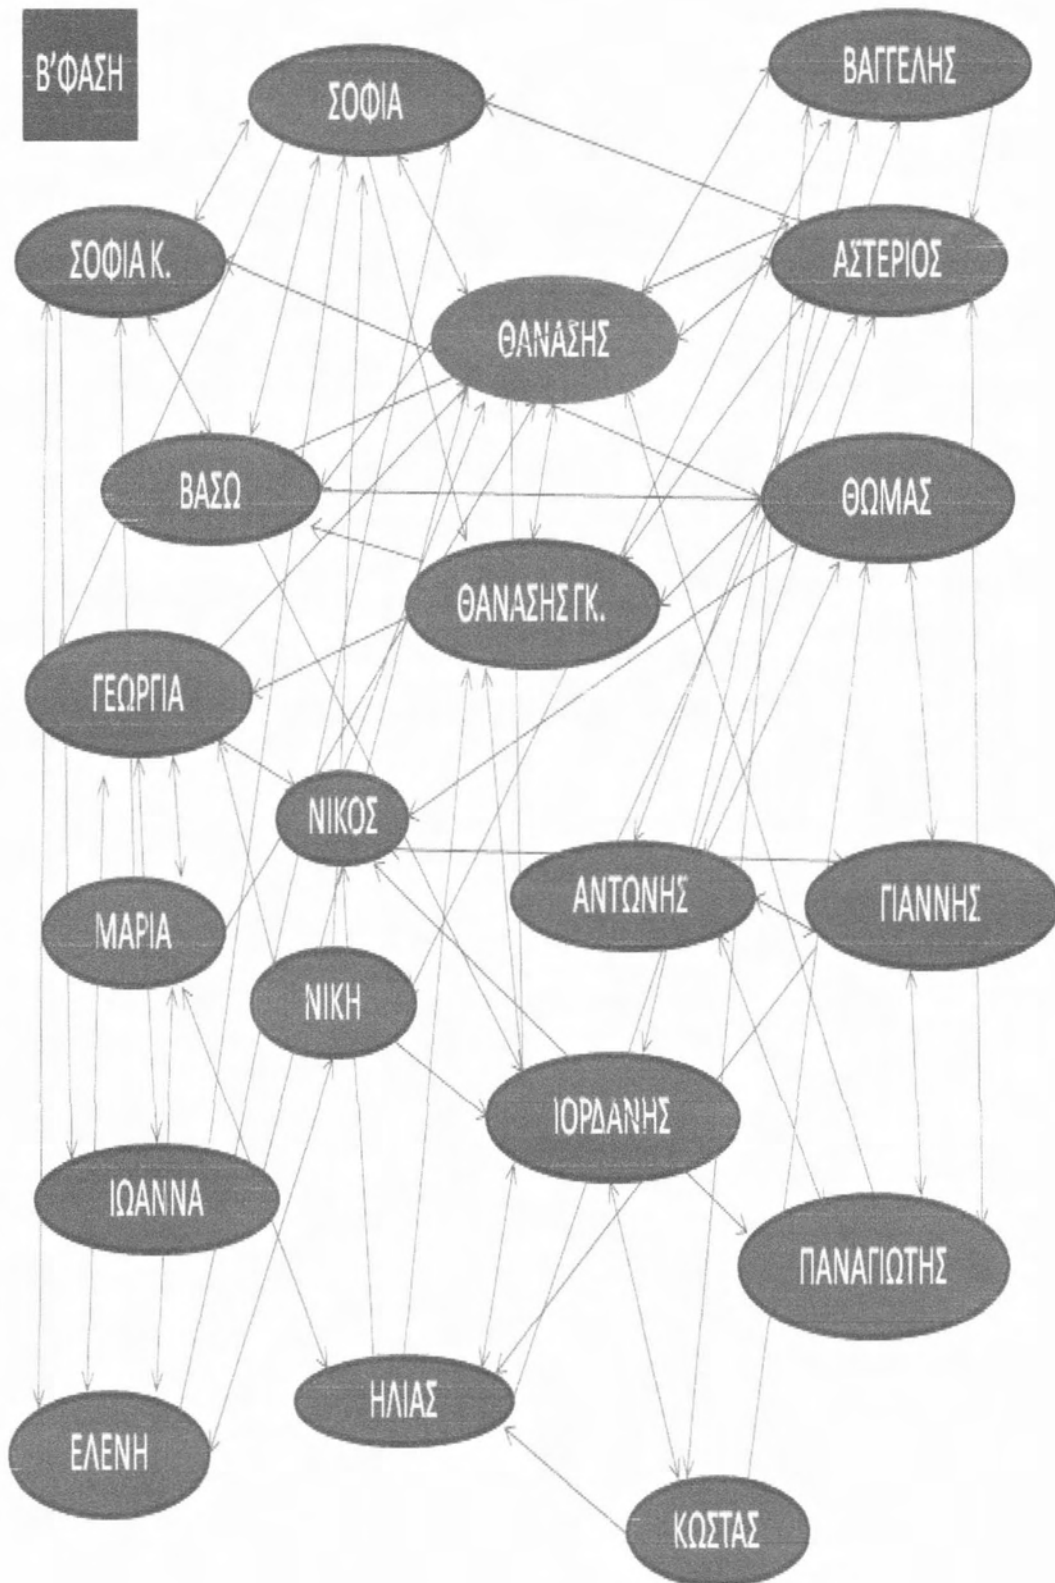 Β'ΦΑΣΗ
ΣΟΦΙΑ
ΒΑΓΓΕΛΗΣ
ΣΟΦΙΑ Κ.
ΑΣΤΕΡΙΟΣ
ΘΑΝΑΣΗΣ
ΒΑΣΩ
ΘΩΜΑΣ
ΘΑΝΑΣΗΣ ΓΚ.
ΓΕΩΡΓΙΑ
ΝΙΚΟΣ
ΑΝΤΩΝΗΣ
ΓΙΑΝΝΗΣ
ΜΑΡΙΑ
ΝΙΚΗ
ΙΟΡΔΑΝΗΣ
ΙΩΑΝΝΑ
ΠΑΝΑΓΙΩΤΗΣ
ΗΛΙΑΣ
ΕΛΕΝΗ
ΚΩΣΤΑΣ